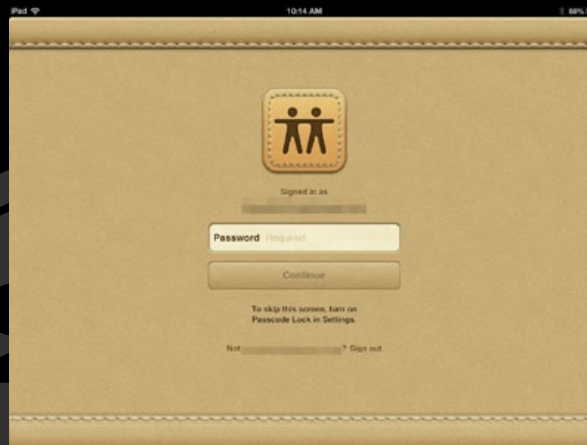 iPad
10:14 AM
88%
Signed in as
Password Required
Continue
To skip this screen, turn on
Passcode Lock in Settings.
Not ? Sign out